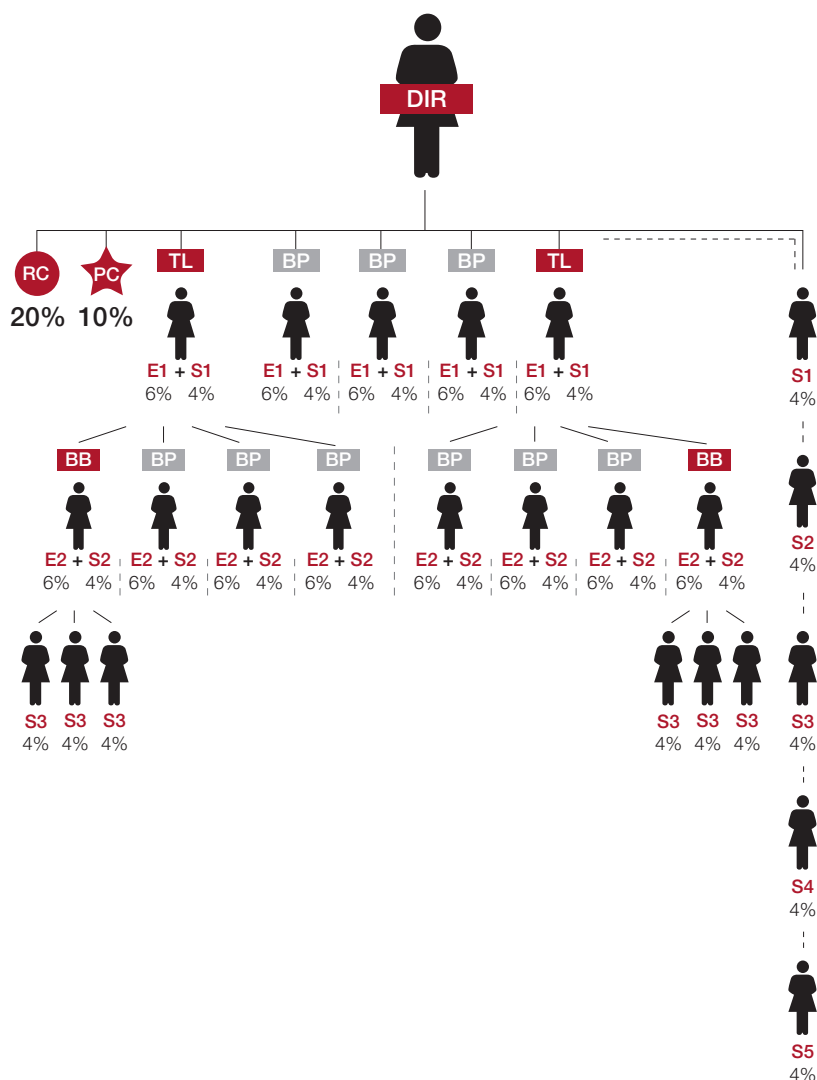 DIR
RC PC TL BP BP BP TL
20% 10%
E1 + S1 E1 + S1 E1 + S1 E1 + S1 E1 + S1 S1
6% 4% 6% 4% 6% 4% 6% 4% 6% 4% 4%
BB BP BP BP BP BP BP BB
E2 + S2 E2 + S2 E2 + S2 E2 + S2 E2 + S2 E2 + S2 E2 + S2 E2 + S2 S2
6% 4% 6% 4% 6% 4% 6% 4% 6% 4% 6% 4% 6% 4% 6% 4% 4%
S3 S3 S3 S3 S3 S3 S3
4% 4% 4% 4% 4% 4% 4%
S4
4%
S5
4%